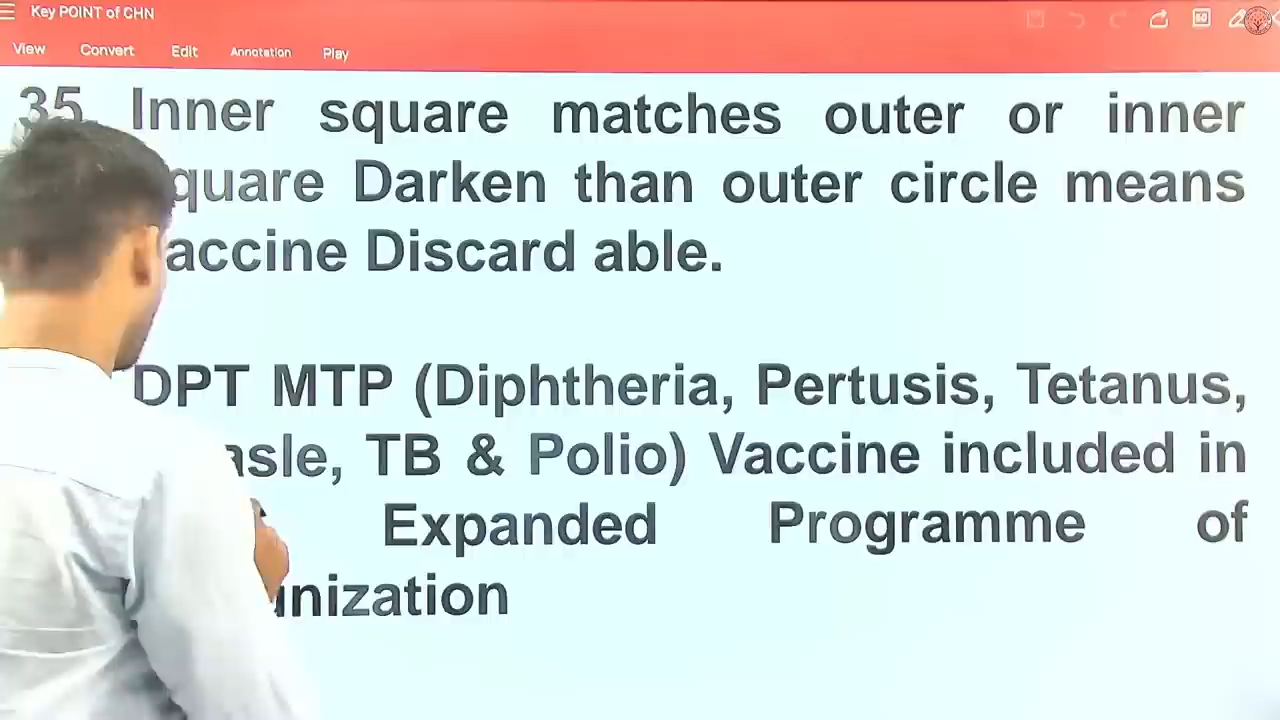 Key POINT of CHN
View Convert Edit Annotation Play
35. Inner square matches outer or inner
quare Darken than outer circle means
accine Discard able.
DPT MTP (Diphtheria, Pertusis, Tetanus,
asle, TB & Polio) Vaccine included in
Expanded Programme of
unization